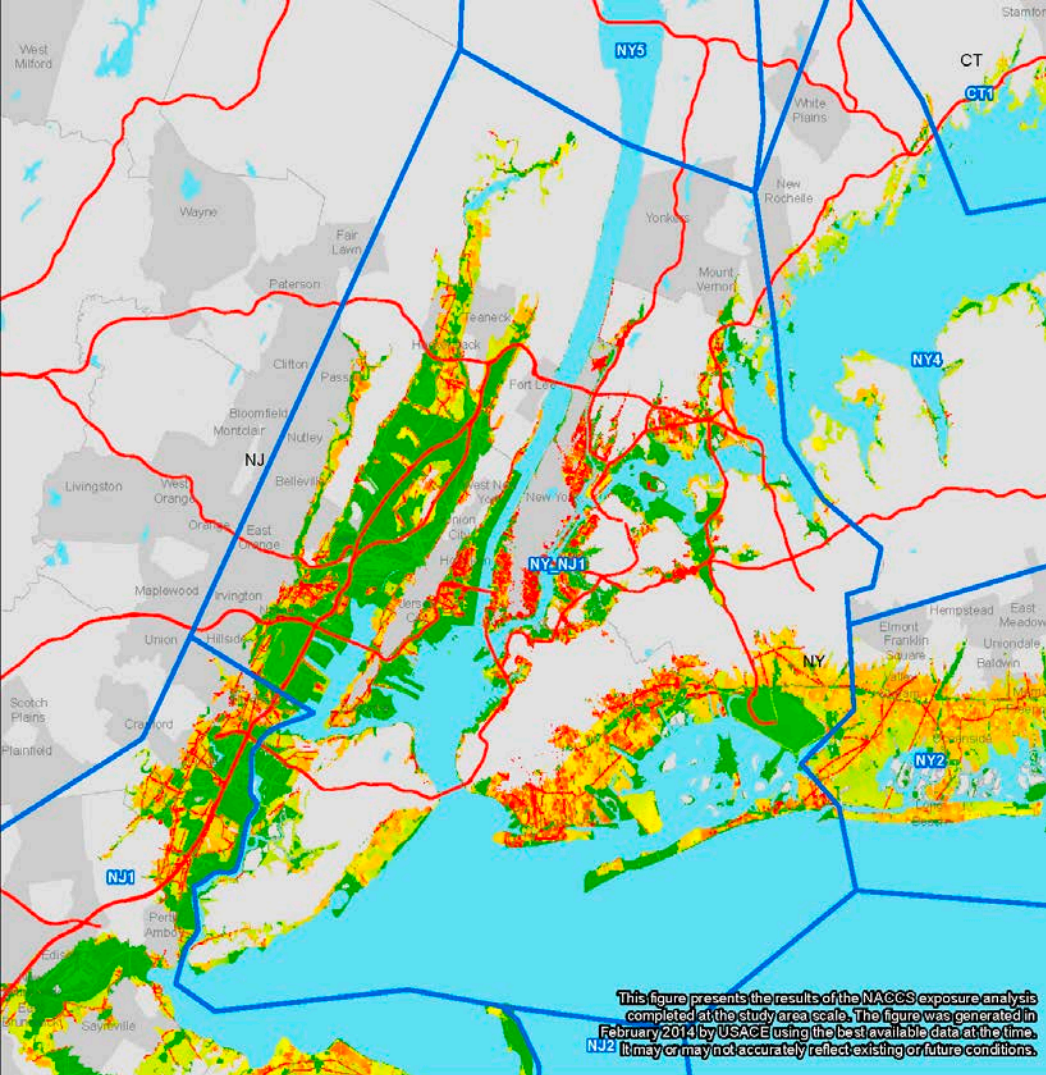 Stamford
West
Milford
NY5
CT
CT1
White
Plains
New
Rochelle
Wayne
Yonkers
Fair
Lawn
Mount
Vernon
Paterson
Teaneck
NY4
Clifton
Fort Lee
Bloomfield
Montclair
Nutley
NJ
Belleville
Livingston
West
Orange
New York
Union
City
Orange
East
Orange
NY_NJ1
Maplewood
Irvington
Hempstead
East
Meadow
Elmont
Franklin
Square
Union
Hillside
Uniondale
Baldwin
NY
Scotch
Plains
Cranford
Plainfield
Oceanside
NY2
NJ1
Perth
Amboy
Sayreville
This figure presents the results of the NACCS exposure analysis
completed at the study area scale. The figure was generated in
February 2014 by USACE using the best available data at the time.
It may or may not accurately reflect existing or future conditions.
NJ2